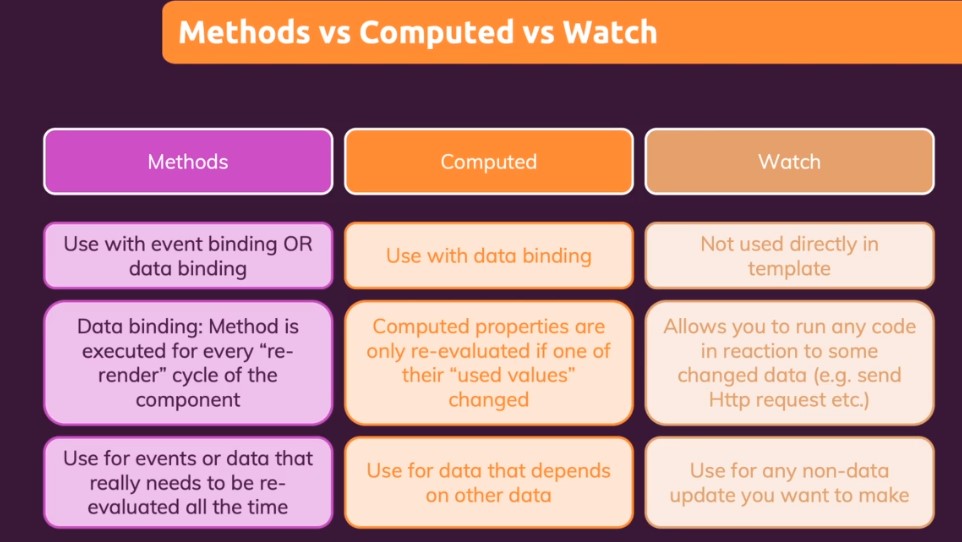 Methods vs Computed vs Watch
Methods
Computed
Watch
Use with event binding OR
data binding
Use with data binding
Not used directly in
template
Data binding: Method is
executed for every “re-
render” cycle of the
component
Computed properties are
only re-evaluated if one of
their “used values”
changed
Allows you to run any code
in reaction to some
changed data (e.g. send
Http request etc.)
Use for events or data that
really needs to be re-
evaluated all the time
Use for data that depends
on other data
Use for any non-data
update you want to make